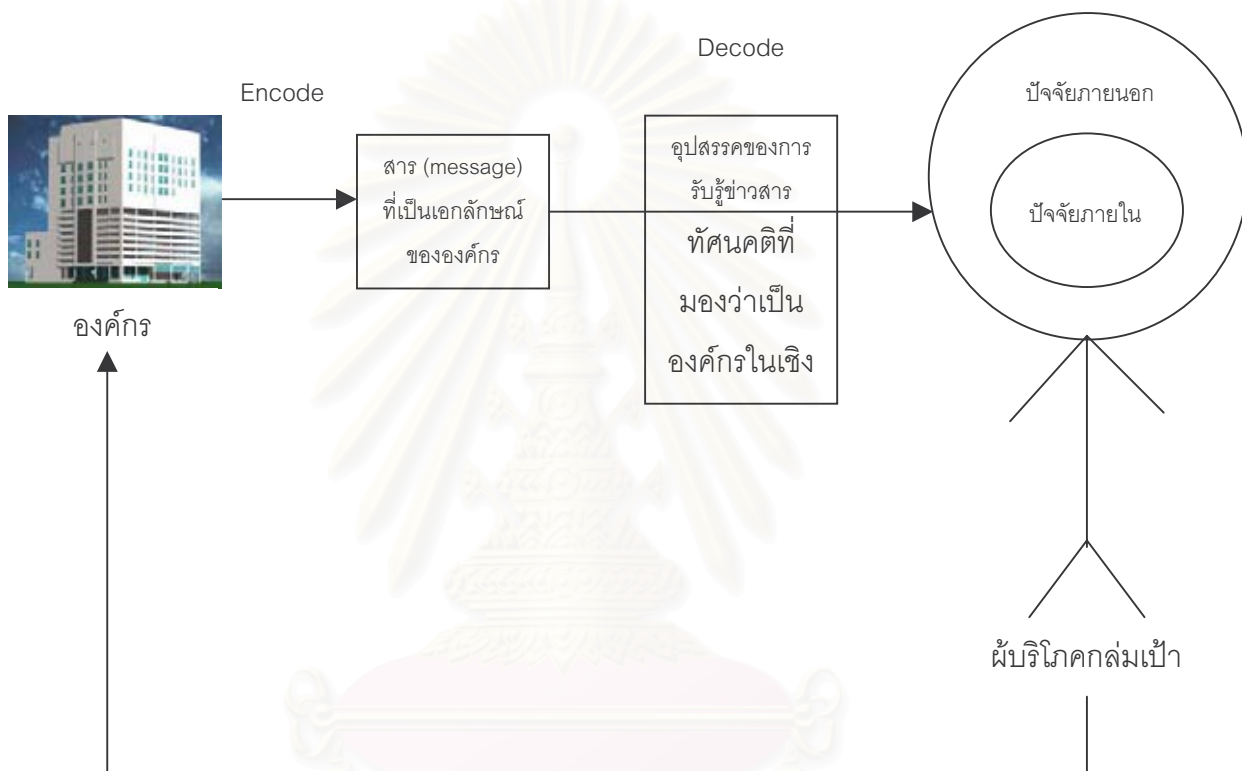 Encode
Decode
องค์กร
สาร (message)
ที่เป็นเอกลักษณ์
ขององค์กร
อุปสรรคของการ
รับรู้ข่าวสาร
ทัศนคติที่
มองว่าเป็น
องค์กรในเชิง
ปัจจัยภายนอก
ปัจจัยภายใน
ผู้บริโภคกลุ่มเป้า